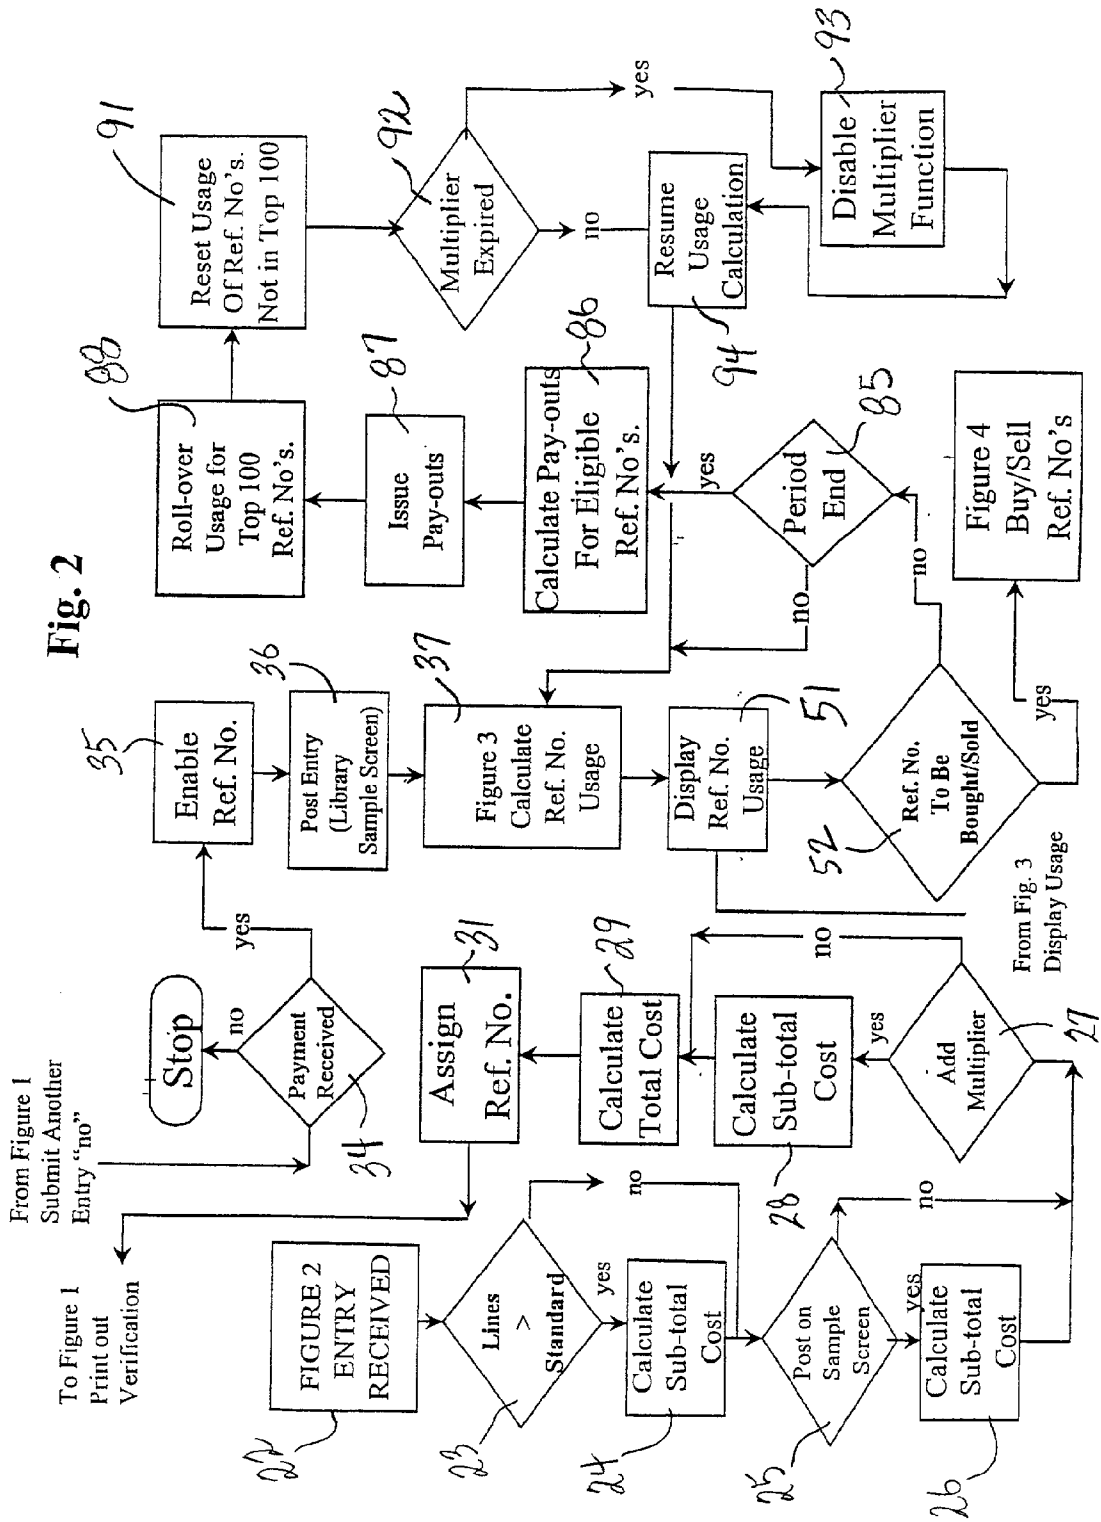 Fig. 2
To Figure 1
Print out
Verification
From Figure 1
Submit Another
Entry "no"
FIGURE 2
ENTRY
RECEIVED
22
Lines
>
Standard
23
yes
no
Calculate
Sub-total
Cost
24
Post on
Sample
Screen
25
yes
no
Calculate
Sub-total
Cost
26
Add
Multiplier
27
yes
no
Calculate
Sub-total
Cost
28
Calculate
Total Cost
29
Assign
Ref. No.
31
Payment
Received
34
no
yes
Stop
Enable
Ref. No.
35
Post Entry
(Library
Sample Screen)
36
Figure 3
Calculate
Ref. No.
Usage
37
Display
Ref. No.
Usage
51
From Fig. 3
Display Usage
Ref. No.
To Be
Bought/Sold
52
yes
no
Figure 4
Buy/Sell
Ref. No's
Period
End
85
no
yes
Calculate Pay-outs
For Eligible
Ref. No's.
86
Issue
Pay-outs
87
Roll-over
Usage for
Top 100
Ref. No's.
88
Reset Usage
Of Ref. No's.
Not in Top 100
91
Multiplier
Expired
92
no
yes
Disable
Multiplier
Function
93
Resume
Usage
Calculation
94